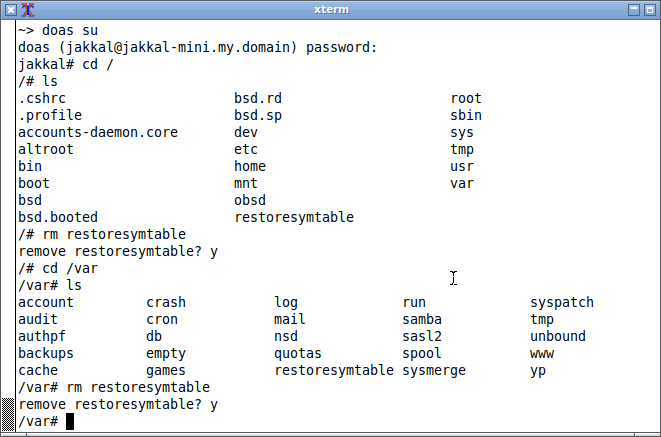 xterm
~> doas su
doas (jakkal@jakkal-mini.my.domain) password:
jakkal# cd /
/# ls
.cshrc bsd.rd root
.profile bsd.sp sbin
accounts-daemon.core dev sys
altroot etc tmp
bin home usr
boot mnt var
bsd obsd
bsd.booted restoresymtable
/# rm restoresymtable
remove restoresymtable? y
/# cd /var
/var# ls
account crash log run syspatch
audit cron mail samba tmp
authpf db nsd sasl2 unbound
backups empty quotas spool www
cache games restoresymtable sysmerge yp
/var# rm restoresymtable
remove restoresymtable? y
/var#